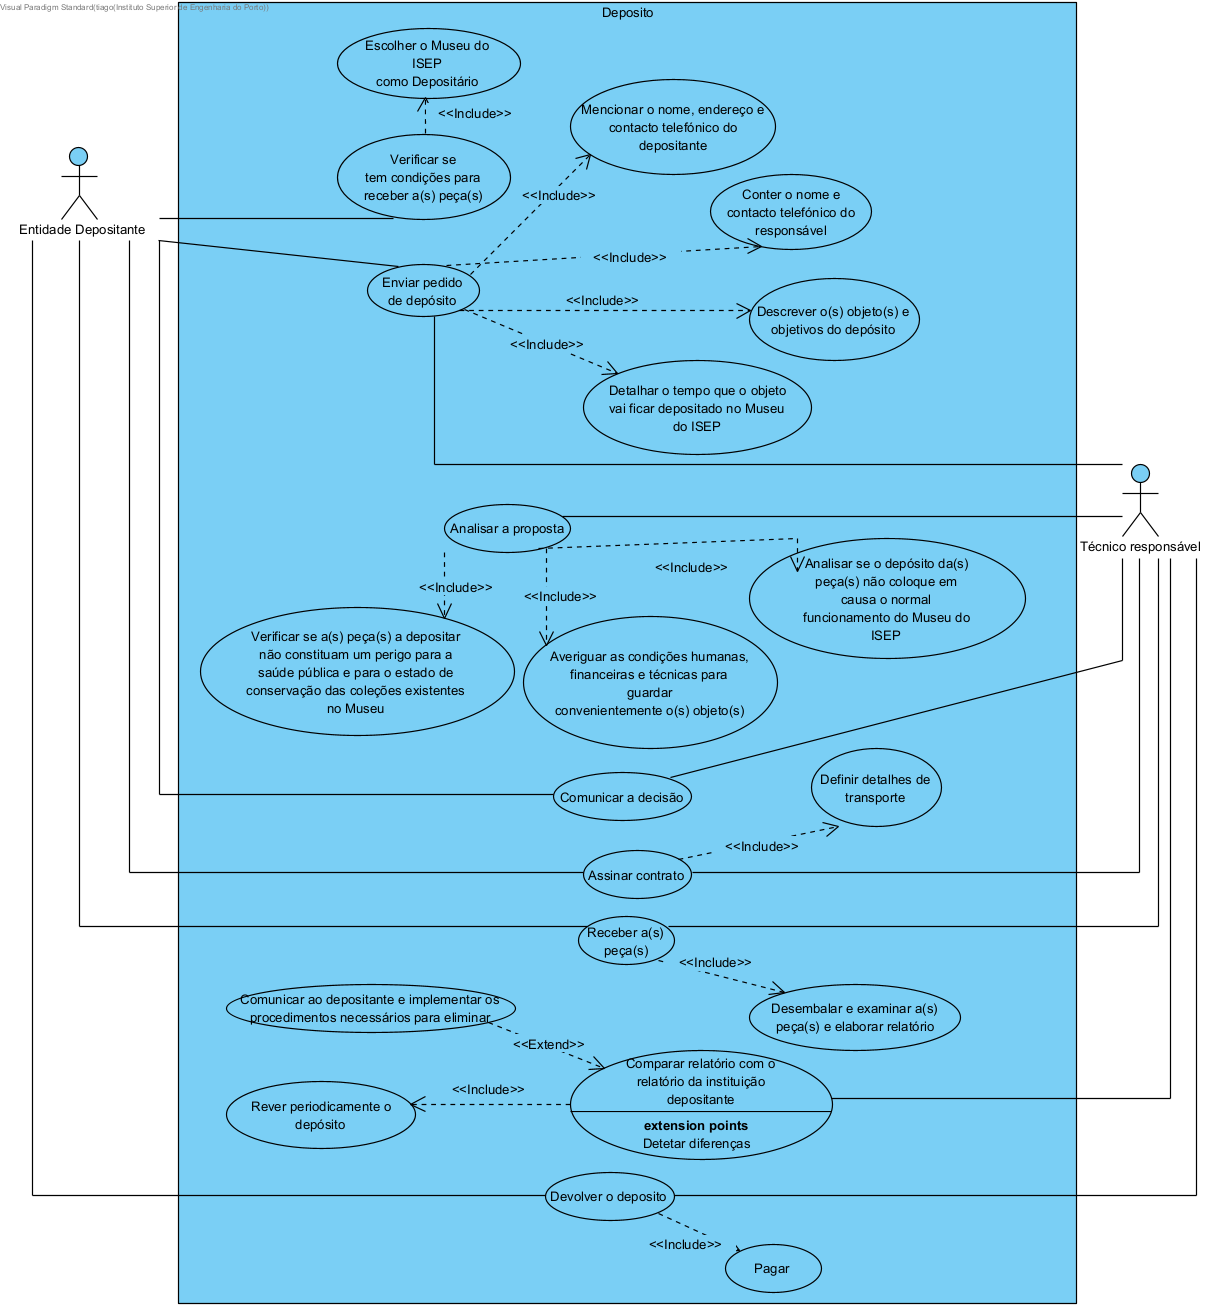 Visual Paradigm Standard(tiago(Instituto Superior de Engenharia do Porto))
Deposito
Escolher o Museu do
ISEP
como Depositário
<<Include>>
Mencionar o nome, endereço e
contacto telefónico do
depositante
Verificar se
tem condições para
receber a(s) peça(s)
<<Include>>
Conter o nome e
contacto telefónico do
responsável
Entidade Depositante
<<Include>>
Enviar pedido
de depósito
<<Include>>
Descrever o(s) objeto(s) e
objetivos do depósito
<<Include>>
Detalhar o tempo que o objeto
vai ficar depositado no Museu
do ISEP
Analisar a proposta
Técnico responsável
<<Include>>
<<Include>>
<<Include>>
Analisar se o depósito da(s)
peça(s) não coloque em
causa o normal
funcionamento do Museu do
ISEP
Verificar se a(s) peça(s) a depositar
não constituam um perigo para a
saúde pública e para o estado de
conservação das coleções existentes
no Museu
Averiguar as condições humanas,
financeiras e técnicas para
guardar
convenientemente o(s) objeto(s)
Definir detalhes de
transporte
Comunicar a decisão
<<Include>>
Assinar contrato
Receber a(s)
peça(s)
<<Include>>
Comunicar ao depositante e implementar os
procedimentos necessários para eliminar
Desembalar e examinar a(s)
peça(s) e elaborar relatório
<<Extend>>
Comparar relatório com o
relatório da instituição
depositante
extension points
Detetar diferenças
<<Include>>
Rever periodicamente o
depósito
Devolver o deposito
<<Include>>
Pagar